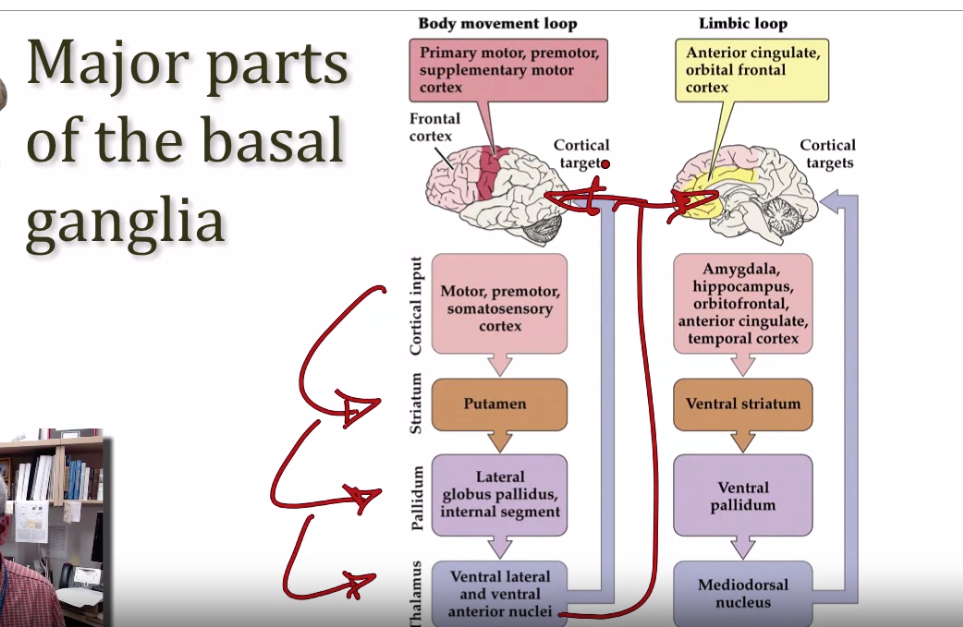 Major parts
of the basal
ganglia
Body movement loop
Primary motor, premotor,
supplementary motor
cortex
Frontal
cortex
Cortical
targets
Cortical input
Motor, premotor,
somatosensory
cortex
Striatum
Putamen
Pallidum
Lateral
globus pallidus,
internal segment
Thalamus
Ventral lateral
and ventral
anterior nuclei
Limbic loop
Anterior cingulate,
orbital frontal
cortex
Cortical
targets
Amygdala,
hippocampus,
orbitofrontal,
anterior cingulate,
temporal cortex
Ventral striatum
Ventral
pallidum
Mediodorsal
nucleus